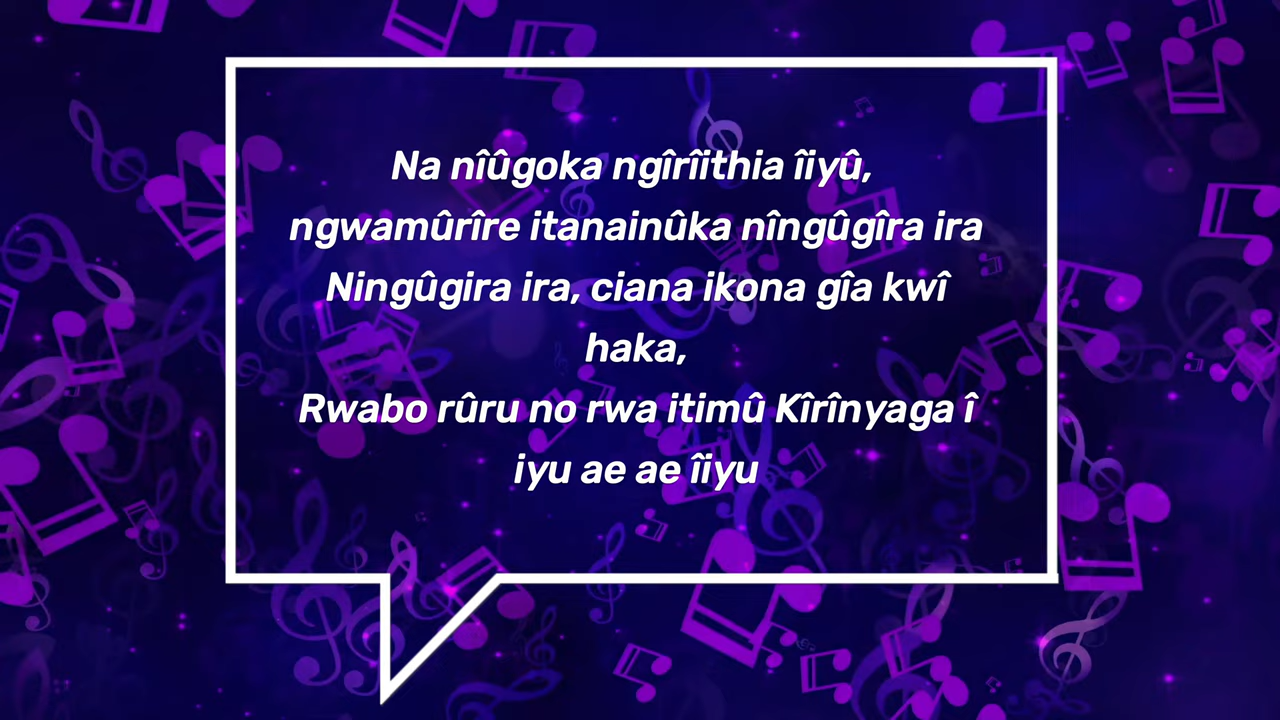 Na nîûgoka ngîrîithia îiyû,
ngwamûrîre itanainûka nîngûgîra ira
Ningûgira ira, ciana ikona gîa kwî
haka,
Rwabo rûru no rwa itimû Kîrînyaga î
iyu ae ae îiyu